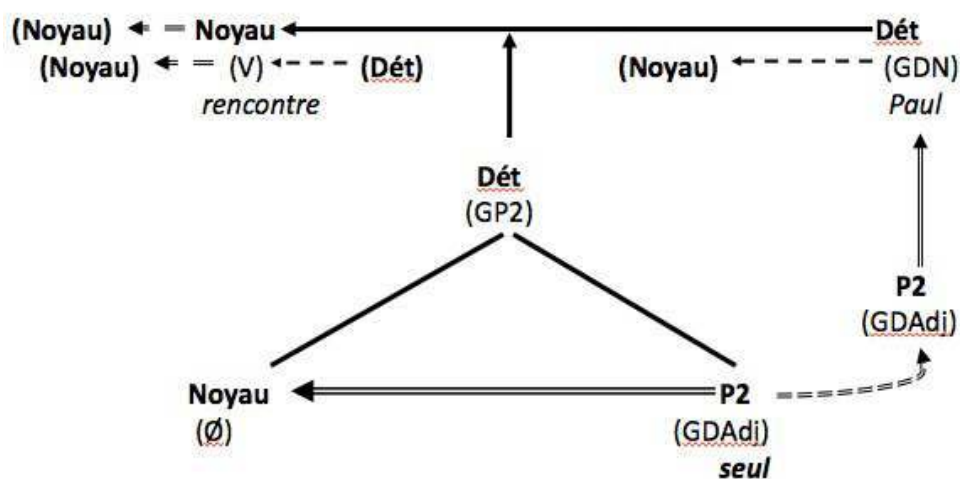 (Noyau) Noyau Dét
(Noyau) (V) (Dét) (Noyau) (GDN)
rencontre Paul
Dét
(GP2)
P2
(GDAdj)
Noyau P2
(Ø) (GDAdj)
seul